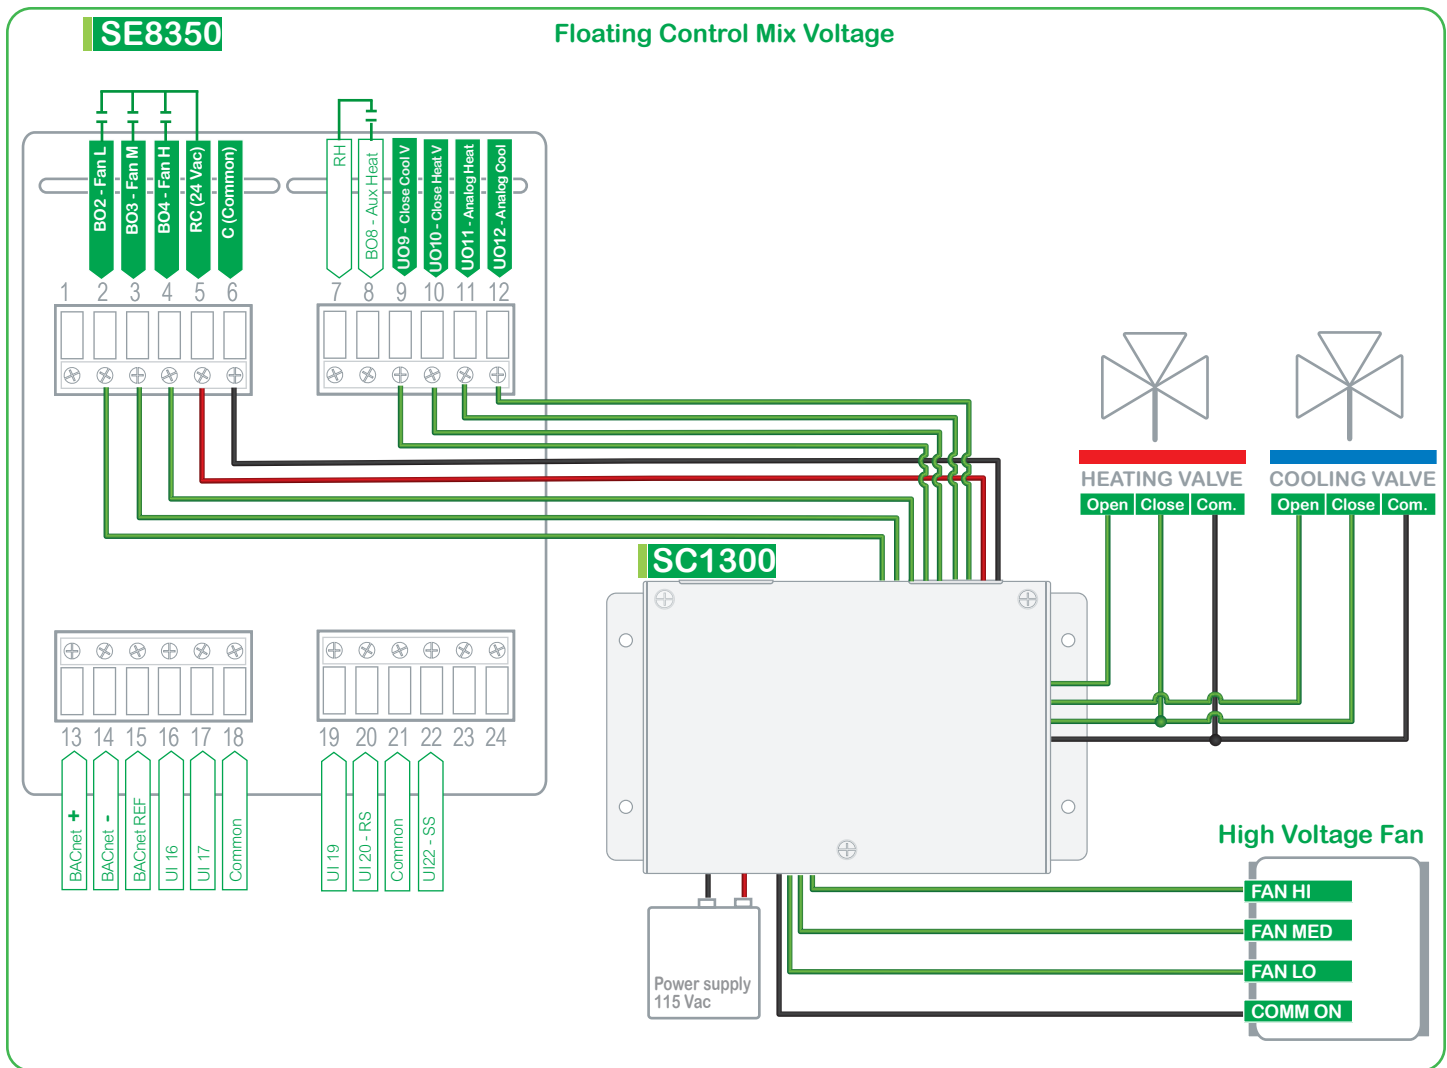 SE8350
Floating Control Mix Voltage
BO2 - Fan L
BO3 - Fan M
BO4 - Fan H
RC (24 Vac)
C (Common)
RH
BO8 - Aux Heat
UO9 - Close Cool V
UO10 - Close Heat V
UO11 - Analog Heat
UO12 - Analog Cool
1 2 3 4 5 6
7 8 9 10 11 12
HEATING VALVE
Open Close Com.
COOLING VALVE
Open Close Com.
SC1300
13 14 15 16 17 18
19 20 21 22 23 24
BACnet +
BACnet -
BACnet REF
UI 16
UI 17
Common
UI 19
UI 20 - RS
Common
UI22 - SS
Power supply
115 Vac
High Voltage Fan
FAN HI
FAN MED
FAN LO
COMM ON